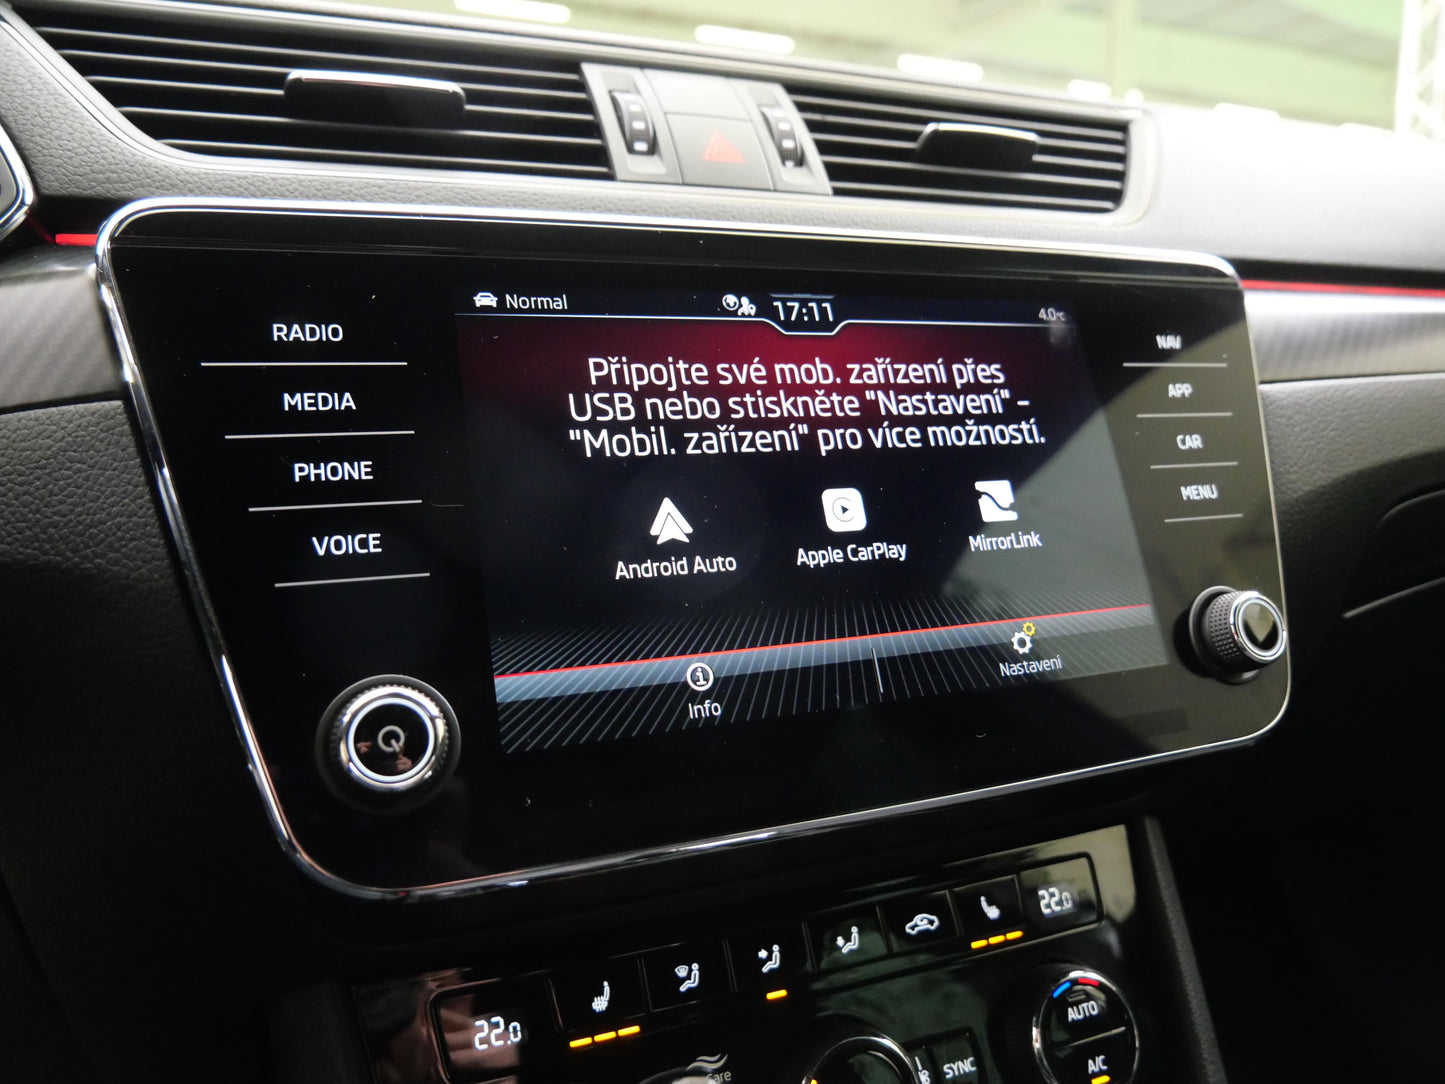 Normal
17:11
4.0°C
RADIO
MEDIA
PHONE
VOICE
Připojte své mob. zařízení přes
USB nebo stiskněte "Nastavení" –
"Mobil. zařízení" pro více možností.
Android Auto
Apple CarPlay
MirrorLink
Info
Nastavení
NAV
APP
CAR
MENU
22.0
22.0
AUTO
A/C
SYNC